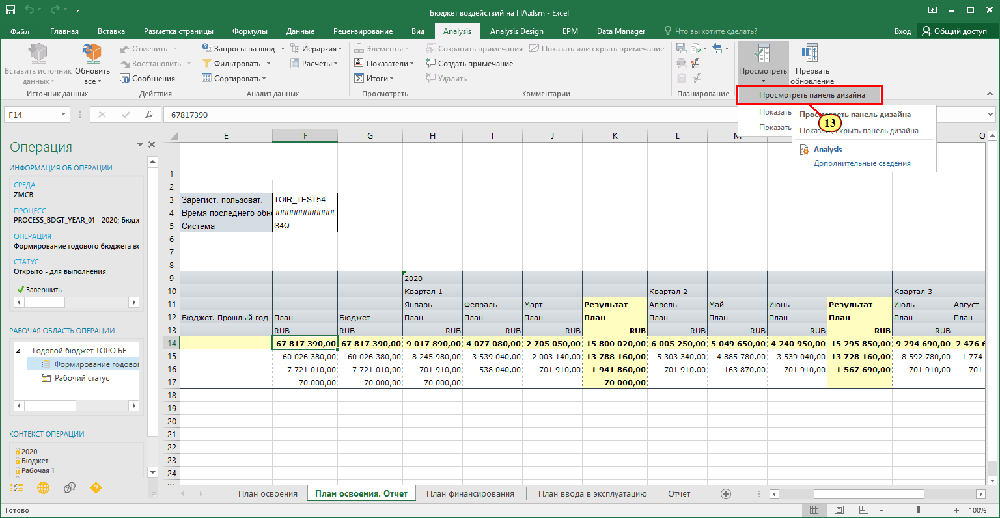 Бюджет воздействий на ПА.xlsm - Excel
Файл Главная Вставка Разметка страницы Формулы Данные Рецензирование Вид Analysis Analysis Design EPM Data Manager Что вы хотите сделать? Вход Общий доступ
Вставить источник данных
Обновить все
Источник данных
Отменить
Восстановить
Сообщения
Действия
Запросы на ввод
Фильтровать
Сортировать
Иерархия
Расчеты
Анализ данных
Элементы
Показатели
Итоги
Просмотреть
Сохранить примечания
Показать или скрыть примечание
Создать примечание
Удалить
Комментарии
Планирование
Просмотреть
Прервать обновление
Просмотреть панель дизайна
Показать
Показать
Просмотреть панель дизайна
13
Показать/скрыть панель дизайна
Analysis
Дополнительные сведения
F14 fx 67817390
Операция
ИНФОРМАЦИЯ ОБ ОПЕРАЦИИ
СРЕДА
ZMCB
ПРОЦЕСС
PROCESS_BDGT_YEAR_01 - 2020; Бюдж
ОПЕРАЦИЯ
Формирование годового бюджета вс
СТАТУС
Открыто - для выполнения
Завершить
РАБОЧАЯ ОБЛАСТЬ ОПЕРАЦИИ
Годовой бюджет ТОРО БЕ
Формирование годово
Рабочий статус
КОНТЕКСТ ОПЕРАЦИИ
2020
Бюджет
Рабочая 1
E F G H I J K L M Q
1
2
3 Зарегист. пользоват. TOIR_TEST54
4 Время последнего обн #############
5 Система S4Q
6
7
8
9 2020
10 Квартал 1 Квартал 2 Квартал 3
11 Январь Февраль Март Результат Апрель Май Июнь Результат Июль Август
12 Бюджет. Прошлый год План Бюджет План План План План План План План План План План
13 RUB RUB RUB RUB RUB RUB RUB RUB RUB RUB RUB
14 67 817 390,00 67 817 390,00 9 017 890,00 4 077 080,00 2 705 050,00 15 800 020,00 6 005 250,00 5 049 650,00 4 240 950,00 15 295 850,00 9 294 690,00 2 476 6
15 60 026 380,00 60 026 380,00 8 245 980,00 3 539 040,00 2 003 140,00 13 788 160,00 5 303 340,00 4 885 780,00 3 539 040,00 13 728 160,00 8 592 780,00 1 774
16 7 721 010,00 7 721 010,00 701 910,00 538 040,00 701 910,00 1 941 860,00 701 910,00 163 870,00 701 910,00 1 567 690,00 701 910,00 701
17 70 000,00 70 000,00 70 000,00 70 000,00
18
19
20
21
22
23
24
План освоения План освоения. Отчет План финансирования План ввода в эксплуатацию Отчет
Готово 100%